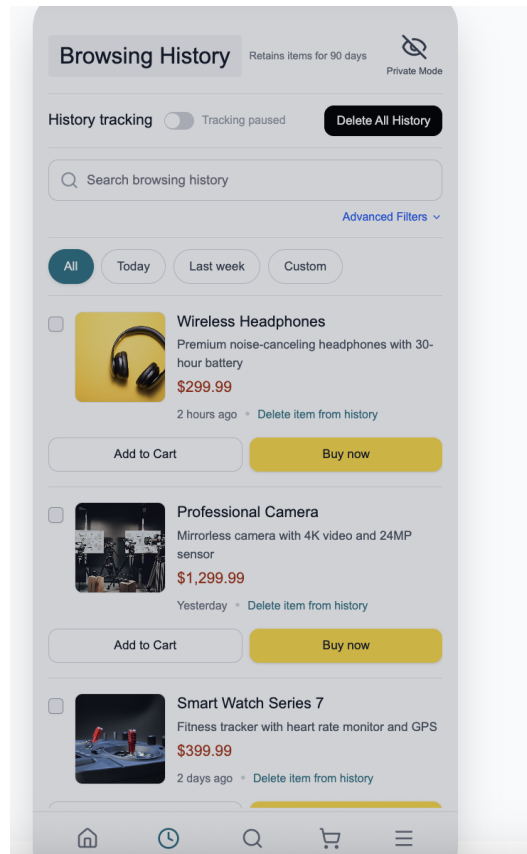 Browsing History
Retains items for 90 days
Private Mode
History tracking
Tracking paused
Delete All History
Search browsing history
Advanced Filters
All
Today
Last week
Custom
Wireless Headphones
Premium noise-canceling headphones with 30-
hour battery
$299.99
2 hours ago • Delete item from history
Add to Cart
Buy now
Professional Camera
Mirrorless camera with 4K video and 24MP
sensor
$1,299.99
Yesterday • Delete item from history
Add to Cart
Buy now
Smart Watch Series 7
Fitness tracker with heart rate monitor and GPS
$399.99
2 days ago • Delete item from history